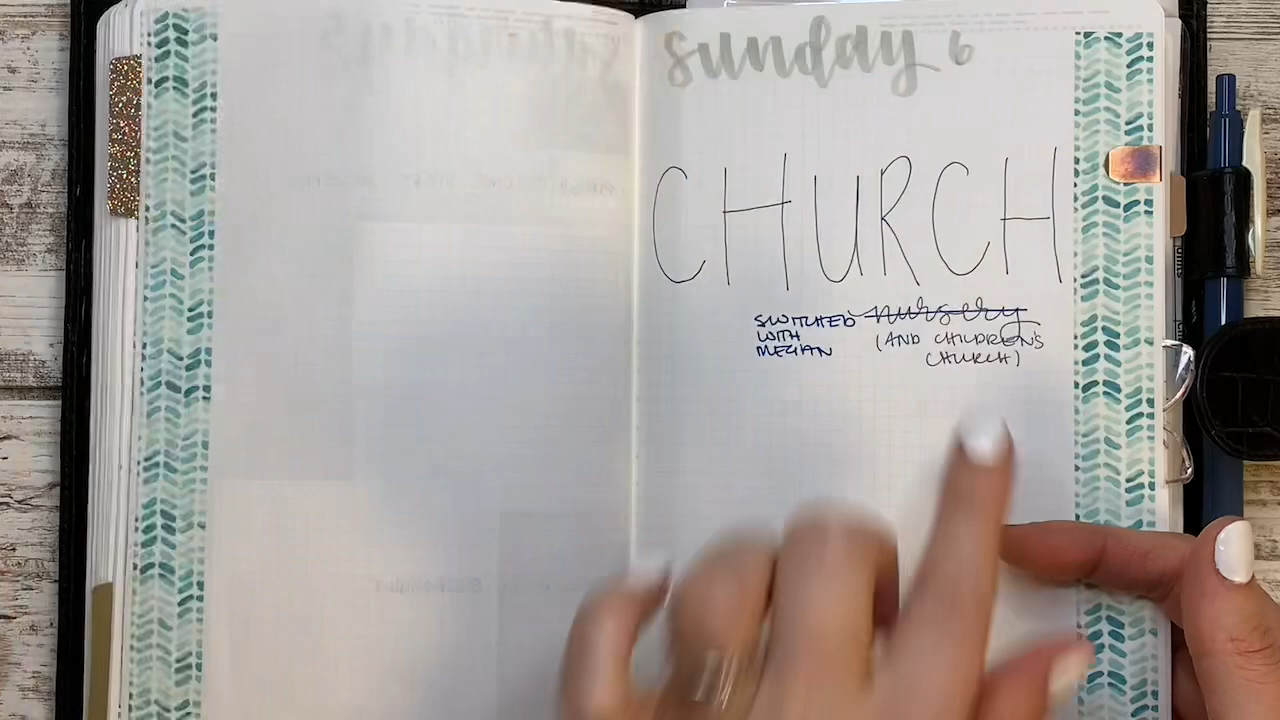 sunday 6
CHURCH
SWITCHED nursery
WITH (AND CHILDREN'S
MEGAN CHURCH)